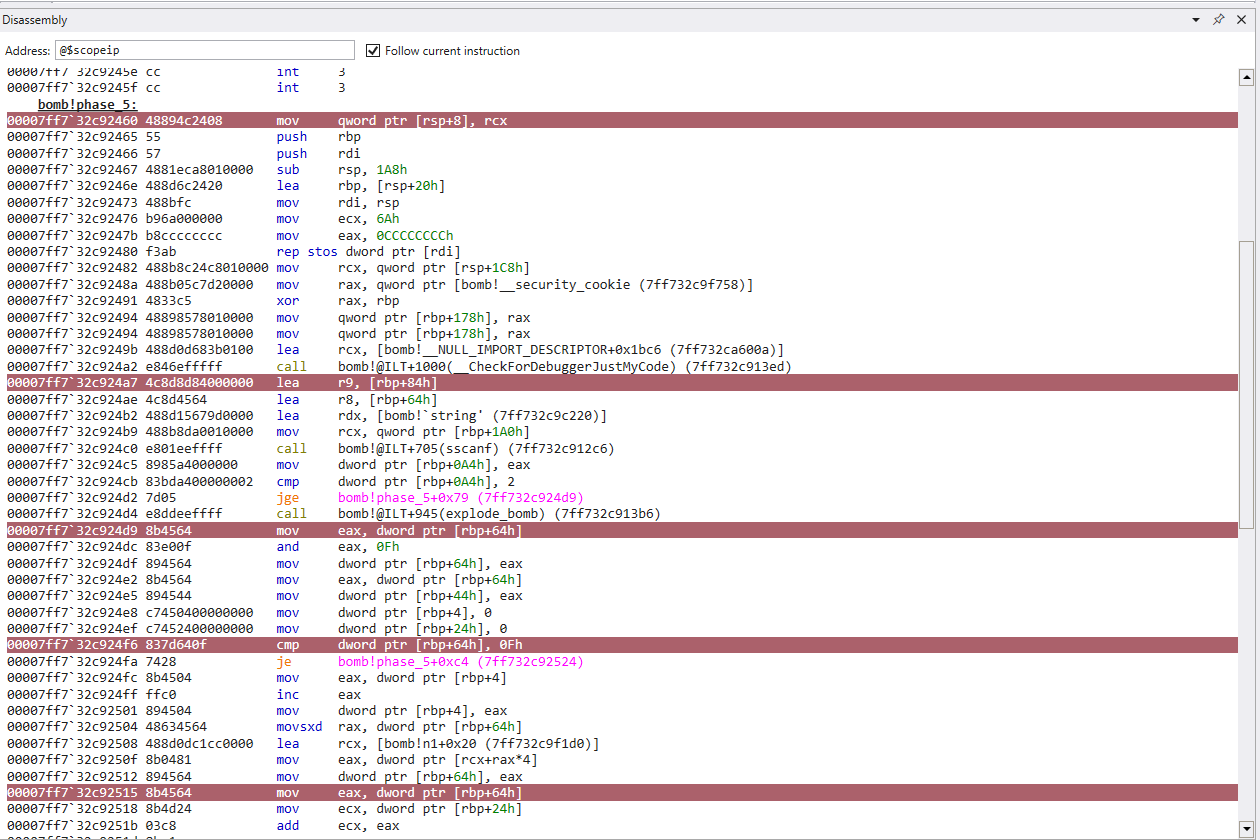 Disassembly
Address: @$scopeip Follow current instruction
00007ff7`32c9245e cc int 3
00007ff7`32c9245f cc int 3
bomb!phase_5:
00007ff7`32c92460 48894c2408 mov qword ptr [rsp+8], rcx
00007ff7`32c92465 55 push rbp
00007ff7`32c92466 57 push rdi
00007ff7`32c92467 4881eca8010000 sub rsp, 1A8h
00007ff7`32c9246e 488d6c2420 lea rbp, [rsp+20h]
00007ff7`32c92473 488bfc mov rdi, rsp
00007ff7`32c92476 b96a000000 mov ecx, 6Ah
00007ff7`32c9247b b8cccccccc mov eax, 0CCCCCCCCh
00007ff7`32c92480 f3ab rep stos dword ptr [rdi]
00007ff7`32c92482 488b8c24c8010000 mov rcx, qword ptr [rsp+1C8h]
00007ff7`32c9248a 488b05c7d20000 mov rax, qword ptr [bomb!__security_cookie (7ff732c9f758)]
00007ff7`32c92491 4833c5 xor rax, rbp
00007ff7`32c92494 48898578010000 mov qword ptr [rbp+178h], rax
00007ff7`32c92494 48898578010000 mov qword ptr [rbp+178h], rax
00007ff7`32c9249b 488d0d683b0100 lea rcx, [bomb!__NULL_IMPORT_DESCRIPTOR+0x1bc6 (7ff732ca600a)]
00007ff7`32c924a2 e846efffff call bomb!@ILT+1000(__CheckForDebuggerJustMyCode) (7ff732c913ed)
00007ff7`32c924a7 4c8d8d84000000 lea r9, [rbp+84h]
00007ff7`32c924ae 4c8d4564 lea r8, [rbp+64h]
00007ff7`32c924b2 488d15679d0000 lea rdx, [bomb!`string' (7ff732c9c220)]
00007ff7`32c924b9 488b8da0010000 mov rcx, qword ptr [rbp+1A0h]
00007ff7`32c924c0 e801eeffff call bomb!@ILT+705(sscanf) (7ff732c912c6)
00007ff7`32c924c5 8985a4000000 mov dword ptr [rbp+0A4h], eax
00007ff7`32c924cb 83bda400000002 cmp dword ptr [rbp+0A4h], 2
00007ff7`32c924d2 7d05 jge bomb!phase_5+0x79 (7ff732c924d9)
00007ff7`32c924d4 e8ddeeffff call bomb!@ILT+945(explode_bomb) (7ff732c913b6)
00007ff7`32c924d9 8b4564 mov eax, dword ptr [rbp+64h]
00007ff7`32c924dc 83e00f and eax, 0Fh
00007ff7`32c924df 894564 mov dword ptr [rbp+64h], eax
00007ff7`32c924e2 8b4564 mov eax, dword ptr [rbp+64h]
00007ff7`32c924e5 894544 mov dword ptr [rbp+44h], eax
00007ff7`32c924e8 c7450400000000 mov dword ptr [rbp+4], 0
00007ff7`32c924ef c7452400000000 mov dword ptr [rbp+24h], 0
00007ff7`32c924f6 837d640f cmp dword ptr [rbp+64h], 0Fh
00007ff7`32c924fa 7428 je bomb!phase_5+0xc4 (7ff732c92524)
00007ff7`32c924fc 8b4504 mov eax, dword ptr [rbp+4]
00007ff7`32c924ff ffc0 inc eax
00007ff7`32c92501 894504 mov dword ptr [rbp+4], eax
00007ff7`32c92504 48634564 movsxd rax, dword ptr [rbp+64h]
00007ff7`32c92508 488d0dc1cc0000 lea rcx, [bomb!n1+0x20 (7ff732c9f1d0)]
00007ff7`32c9250f 8b0481 mov eax, dword ptr [rcx+rax*4]
00007ff7`32c92512 894564 mov dword ptr [rbp+64h], eax
00007ff7`32c92515 8b4564 mov eax, dword ptr [rbp+64h]
00007ff7`32c92518 8b4d24 mov ecx, dword ptr [rbp+24h]
00007ff7`32c9251b 03c8 add ecx, eax